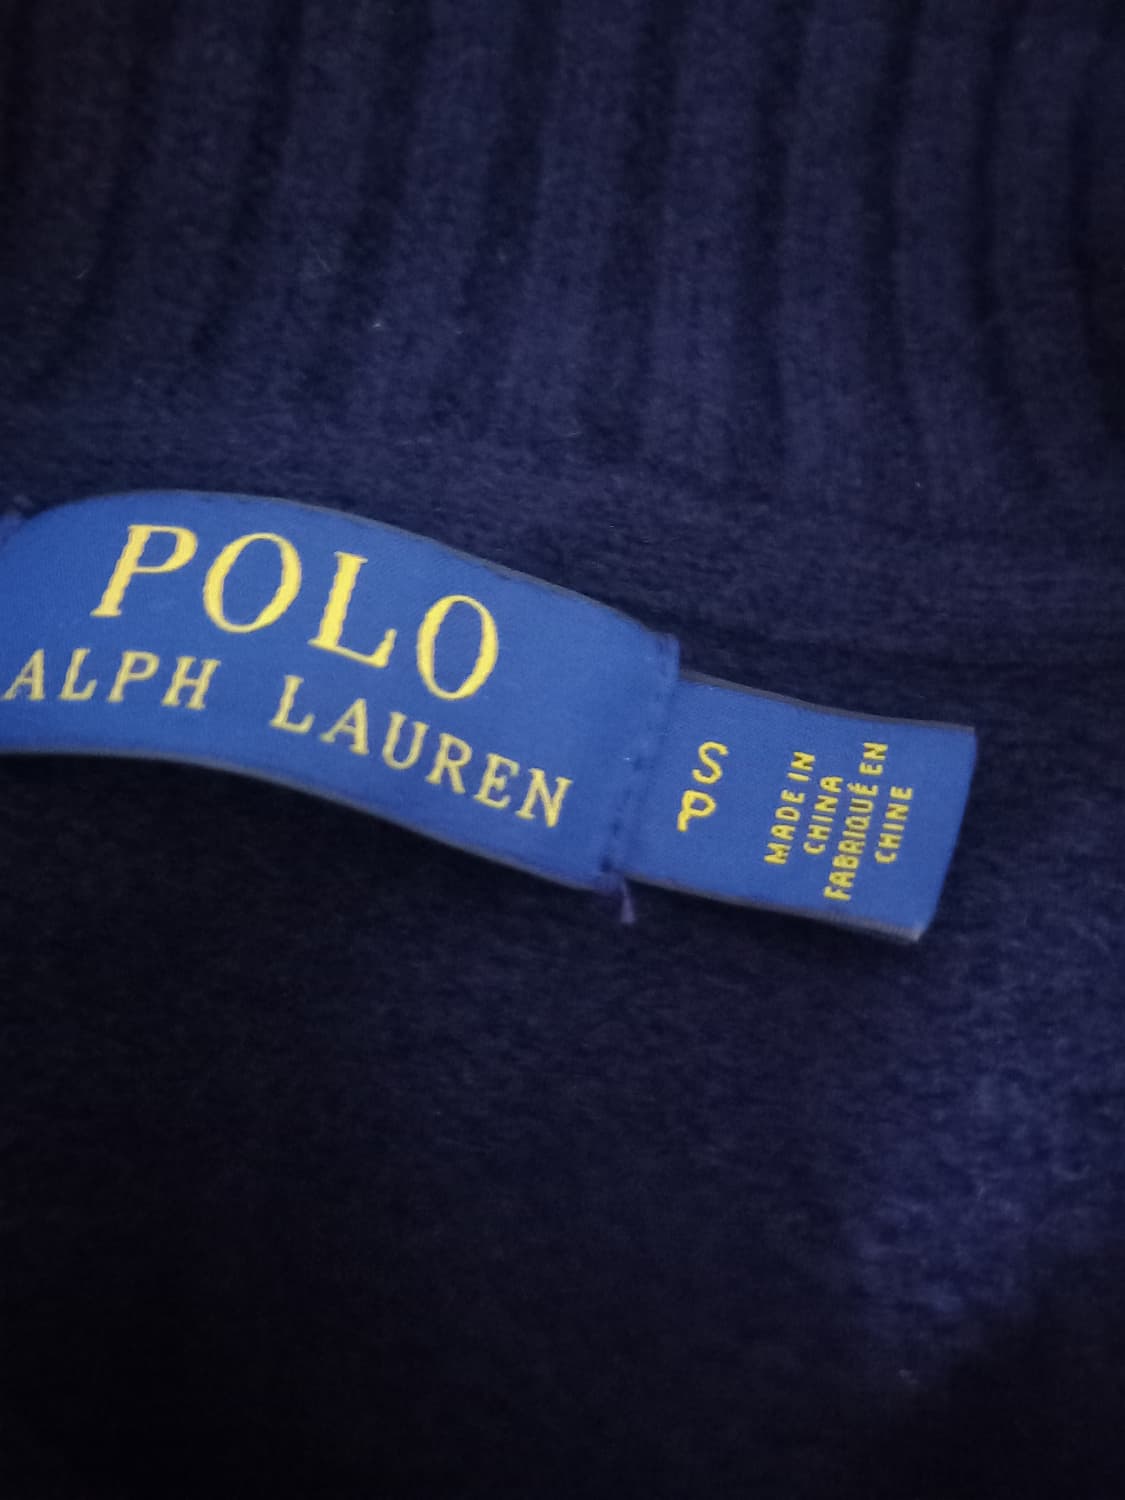 POLO
ALPH LAUREN
S
P
MADE IN
CHINA
FABRIQUÉ EN
CHINE